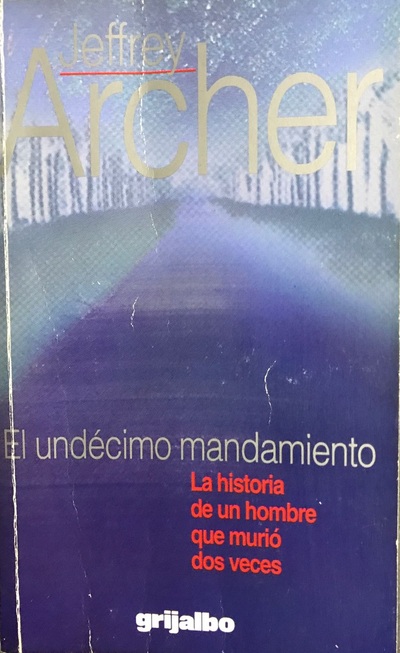 Jeffrey
Archer
El undécimo mandamiento
La historia
de un hombre
que murió
dos veces
grijalbo